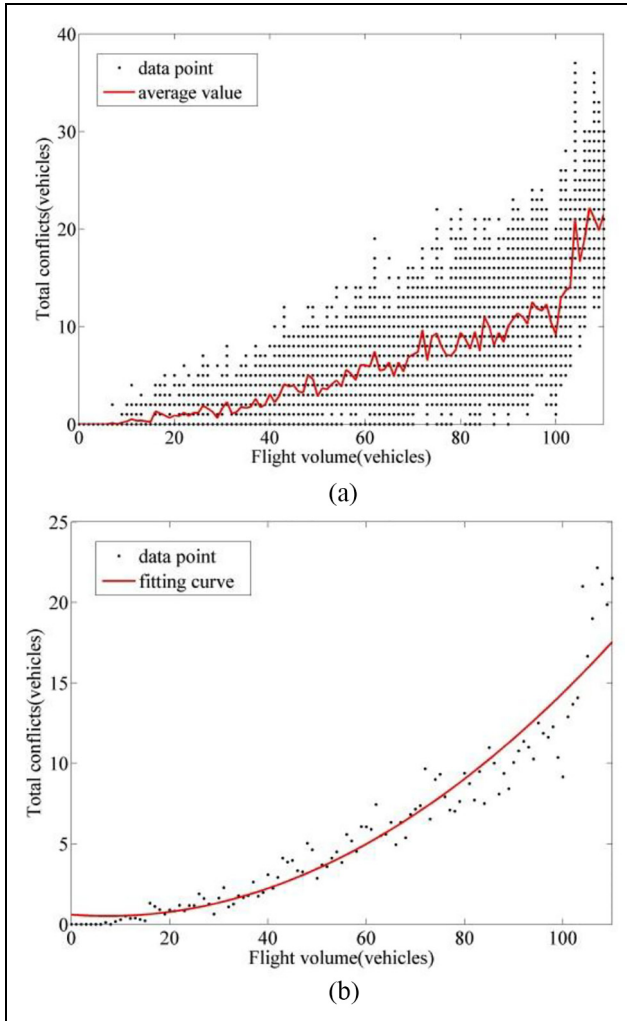 40
30
20
10
0
data point
average value
Total conflicts(vehicles)
0 20 40 60 80 100
Flight volume(vehicles)
(a)
25
20
15
10
5
0
data point
fitting curve
Total conflicts(vehicles)
0 20 40 60 80 100
Flight volume(vehicles)
(b)